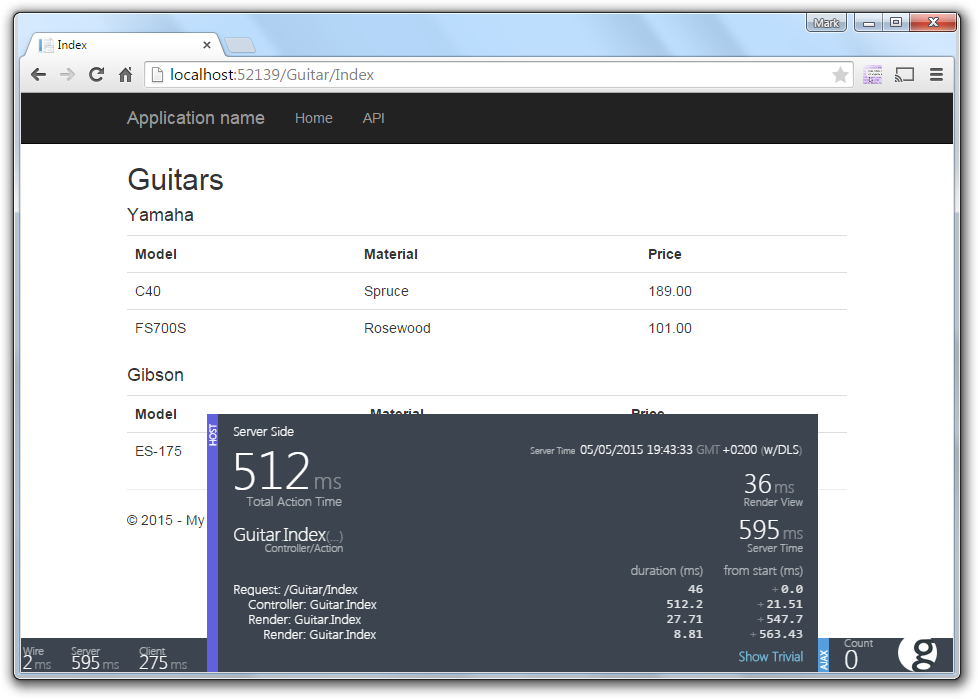 Mark
Index
localhost:52139/Guitar/Index
Application name Home API
Guitars
Yamaha
Model Material Price
C40 Spruce 189.00
FS700S Rosewood 101.00
Gibson
Model Material Price
ES-175
© 2015 - My
HOST
Server Side
Server Time 05/05/2015 19:43:33 GMT +0200 (w/DLS)
512 ms
Total Action Time
36 ms
Render View
Guitar.Index(...)
Controller/Action
595 ms
Server Time
duration (ms) from start (ms)
Request: /Guitar/Index 46 +0.0
Controller: Guitar.Index 512.2 +21.51
Render: Guitar.Index 27.71 +547.7
Render: Guitar.Index 8.81 +563.43
Show Trivial
Wire Server Client
2 ms 595 ms 275 ms
AJAX
Count
0
g